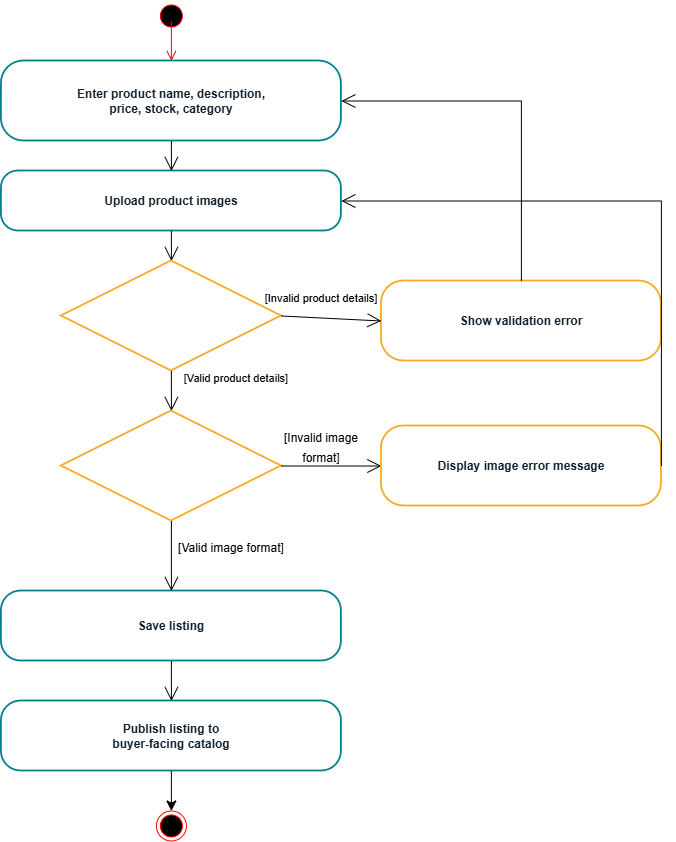 Enter product name, description,
price, stock, category
Upload product images
[Invalid product details]
Show validation error
[Valid product details]
[Invalid image
format]
Display image error message
[Valid image format]
Save listing
Publish listing to
buyer-facing catalog